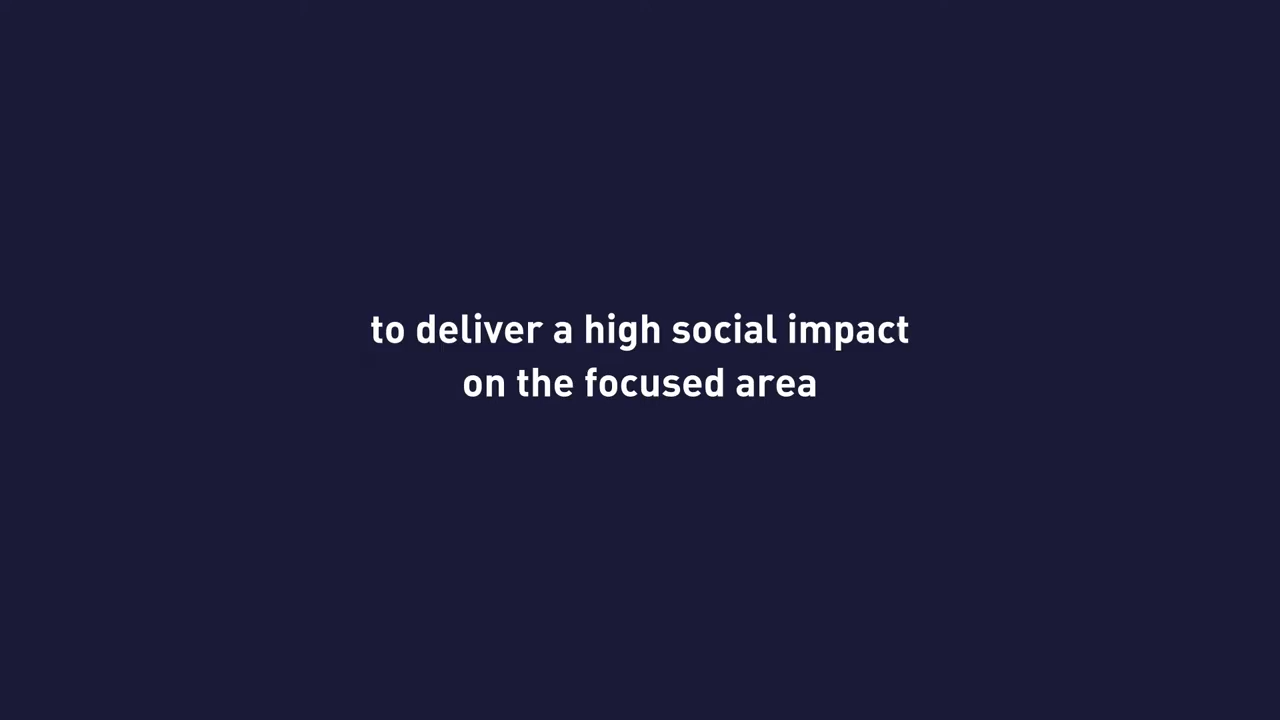 to deliver a high social impact
on the focused area